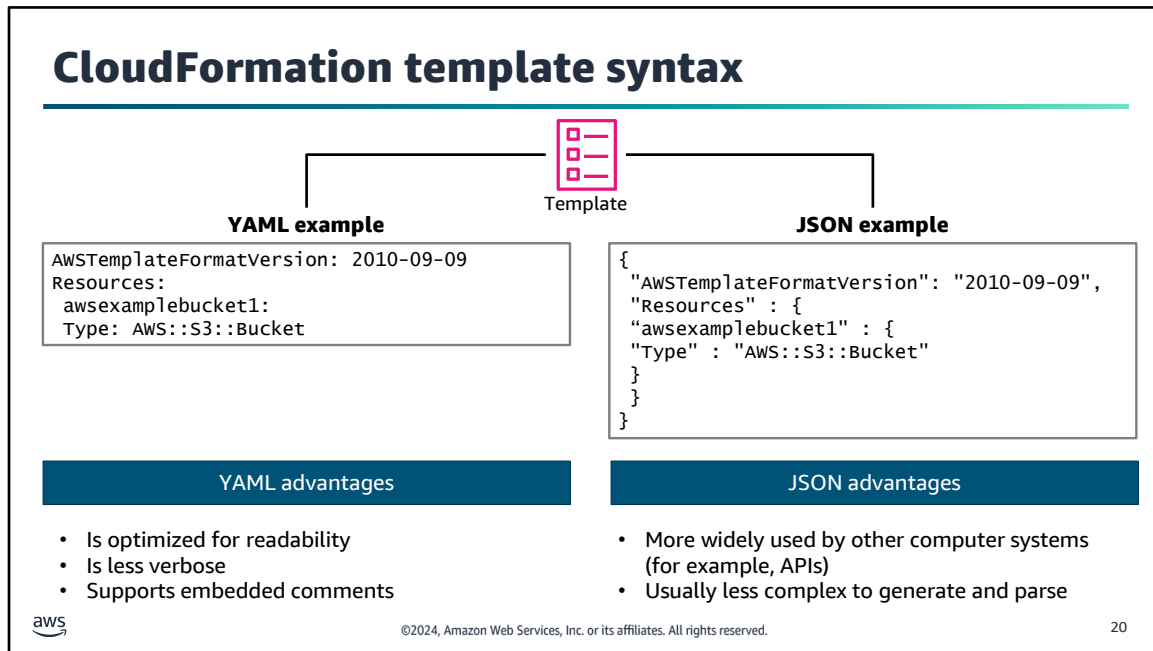 CloudFormation template syntax
Template
YAML example
AWSTemplateFormatVersion: 2010-09-09
Resources:
 awsexamplebucket1:
 Type: AWS::S3::Bucket
JSON example
{
 "AWSTemplateFormatVersion": "2010-09-09",
 "Resources" : {
 “awsexamplebucket1" : {
 "Type" : "AWS::S3::Bucket"
 }
 }
}
YAML advantages
• Is optimized for readability
• Is less verbose
• Supports embedded comments
JSON advantages
• More widely used by other computer systems
(for example, APIs)
• Usually less complex to generate and parse
aws
©2024, Amazon Web Services, Inc. or its affiliates. All rights reserved.
20